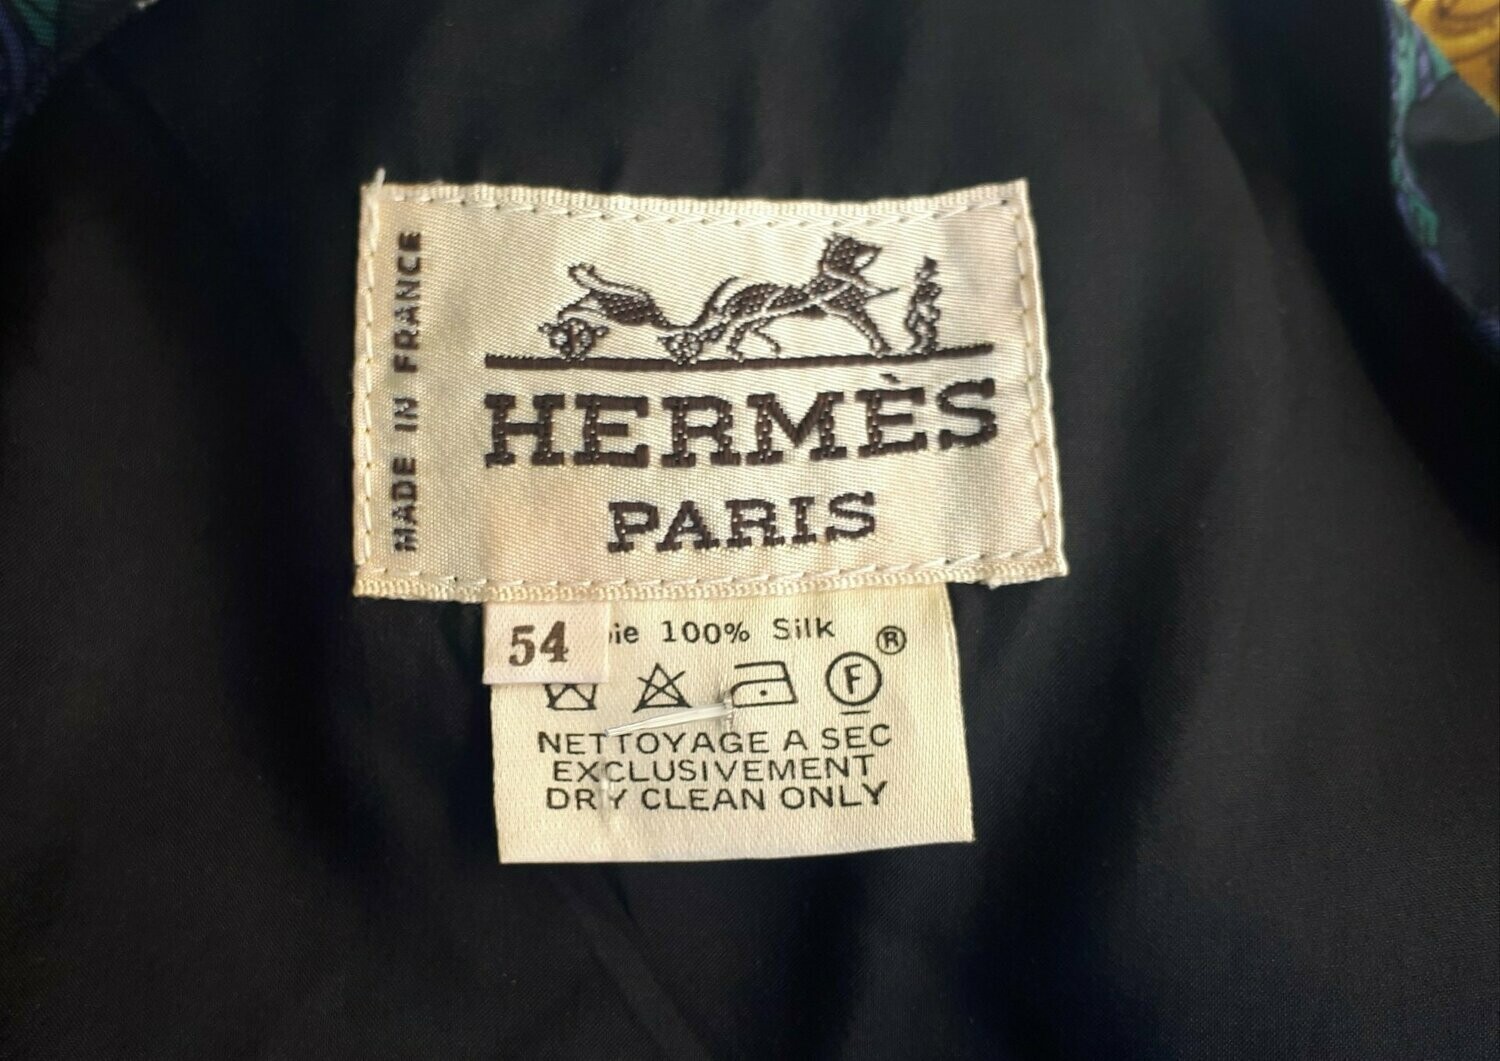 MADE IN FRANCE
HERMÈS
PARIS
54
100% Silk
®
F
NETTOYAGE A SEC
EXCLUSIVEMENT
DRY CLEAN ONLY